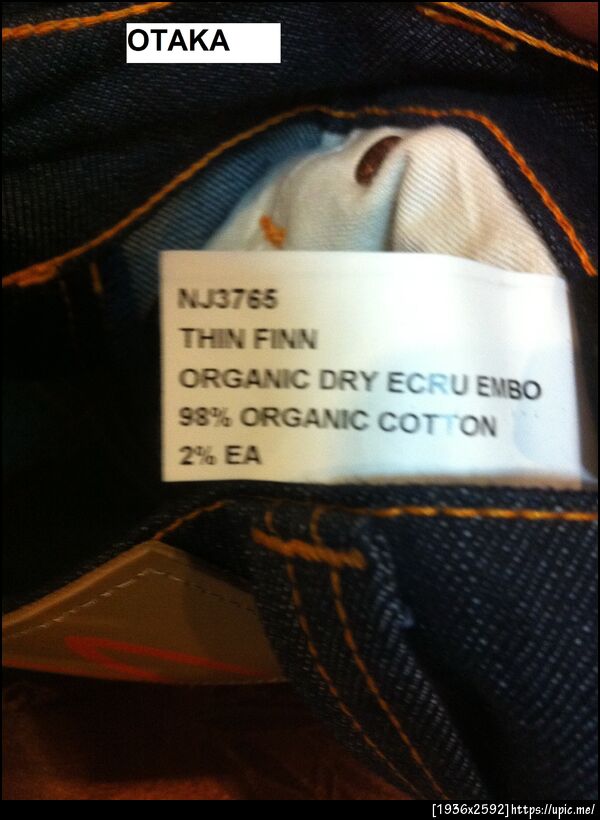 OTAKA
NJ3765
THIN FINN
ORGANIC DRY ECRU EMBO
98% ORGANIC COTTON
2% EA
[1936x2592]https://upic.me/